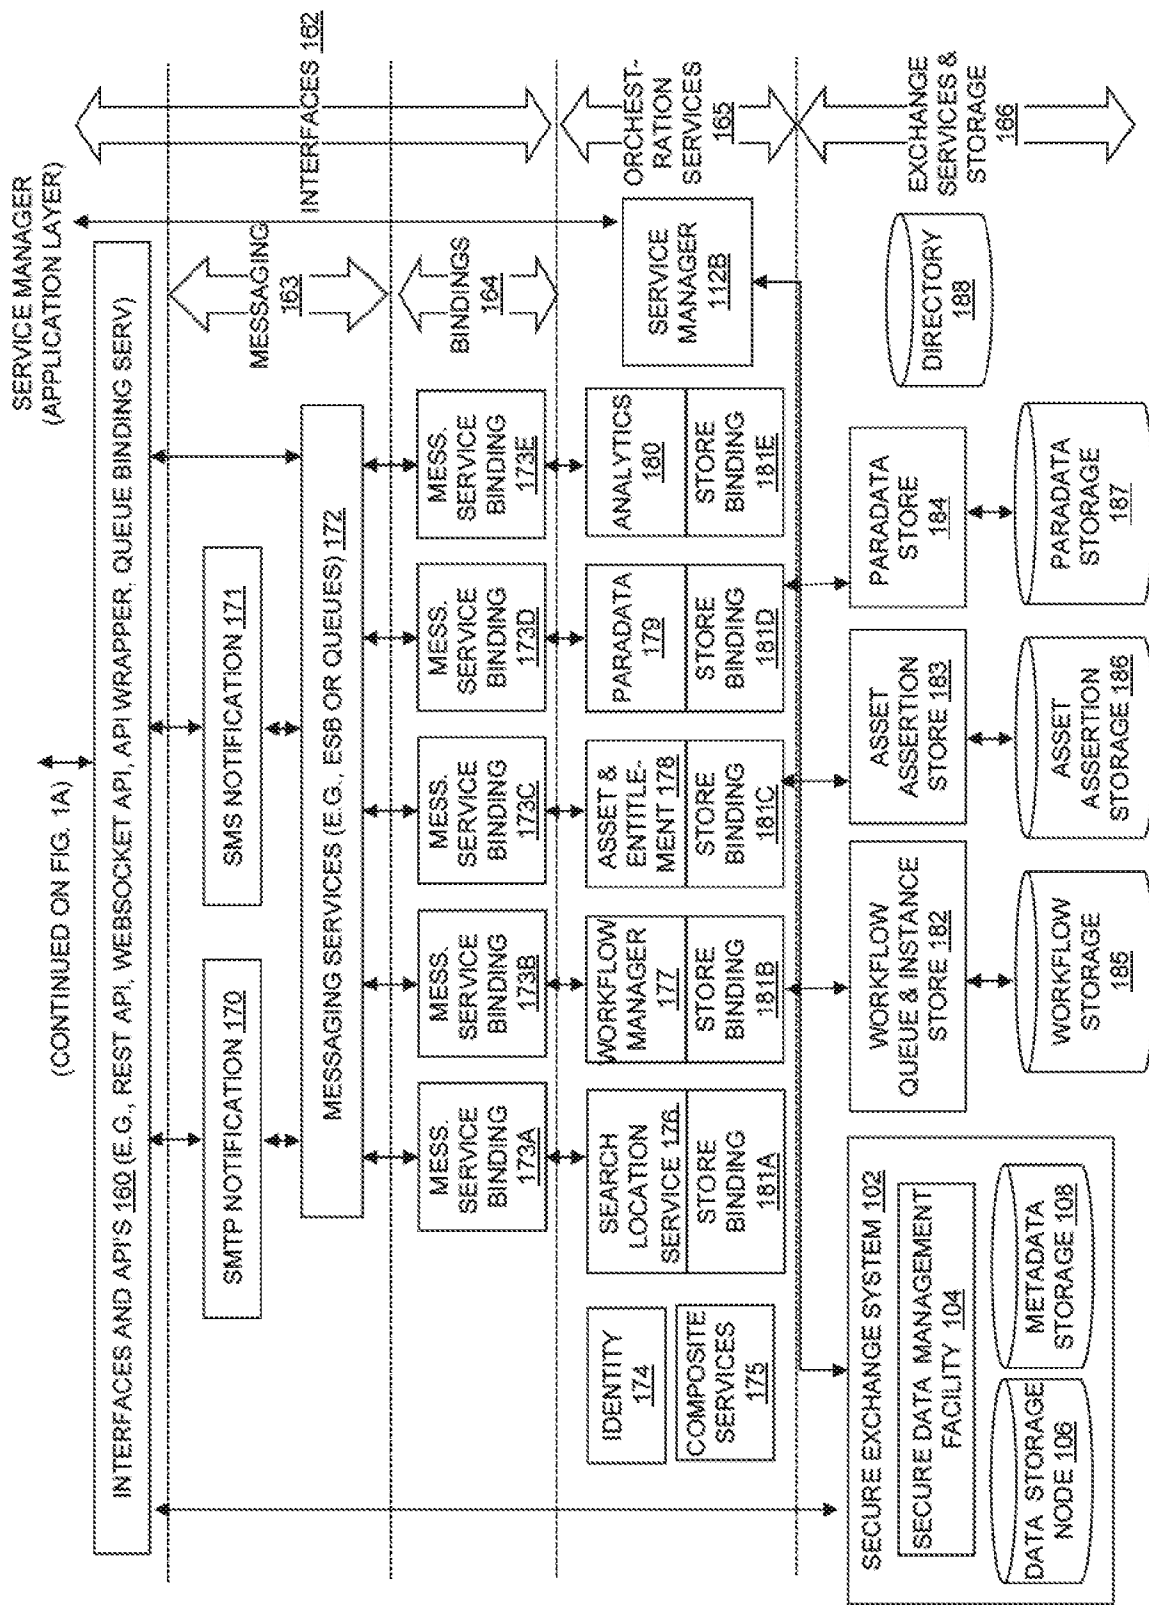 (CONTINUED ON FIG. 1A)
SERVICE MANAGER
(APPLICATION LAYER)
INTERFACES AND API'S 160 (E.G., REST API, WEBSOCKET API, API WRAPPER, QUEUE BINDING SERV)
INTERFACES 162
SMTP NOTIFICATION 170
SMS NOTIFICATION 171
MESSAGING
163
MESSAGING SERVICES (E.G., ESB OR QUEUES) 172
MESS.
SERVICE
BINDING
173A
MESS.
SERVICE
BINDING
173B
MESS.
SERVICE
BINDING
173C
MESS.
SERVICE
BINDING
173D
MESS.
SERVICE
BINDING
173E
BINDINGS
164
IDENTITY
174
COMPOSITE
SERVICES
175
SEARCH
LOCATION
SERVICE 176
STORE
BINDING
181A
WORKFLOW
MANAGER
177
STORE
BINDING
181B
ASSET &
ENTITLE-
MENT 178
STORE
BINDING
181C
PARADATA
179
STORE
BINDING
181D
ANALYTICS
180
STORE
BINDING
181E
SERVICE
MANAGER
112B
ORCHEST-
RATION
SERVICES
165
SECURE EXCHANGE SYSTEM 102
SECURE DATA MANAGEMENT
FACILITY 104
DATA STORAGE
NODE 106
METADATA
STORAGE 108
WORKFLOW
QUEUE & INSTANCE
STORE 182
WORKFLOW
STORAGE
185
ASSET
ASSERTION
STORE 183
ASSET
ASSERTION
STORAGE 186
PARADATA
STORE
184
PARADATA
STORAGE
187
DIRECTORY
188
EXCHANGE
SERVICES &
STORAGE
166